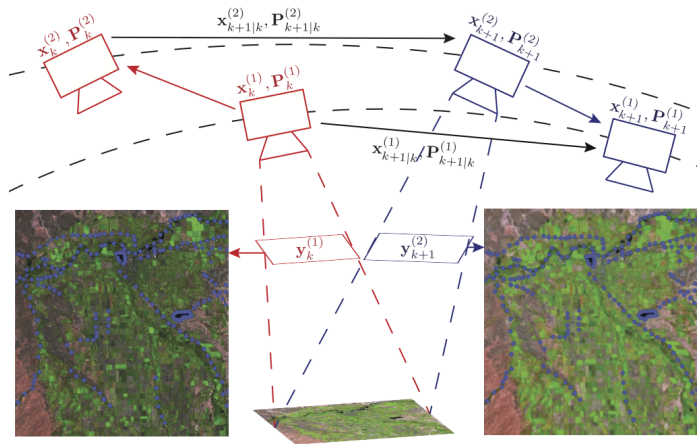 x_{k+1|k}^{(2)}, P_{k+1|k}^{(2)}
x_k^{(2)}, P_k^{(2)}
x_{k+1}^{(2)}, P_{k+1}^{(2)}
x_k^{(1)}, P_k^{(1)}
x_{k+1}^{(1)}, P_{k+1}^{(1)}
x_{k+1|k}^{(1)}, P_{k+1|k}^{(1)}
y_k^{(1)}
y_{k+1}^{(2)}